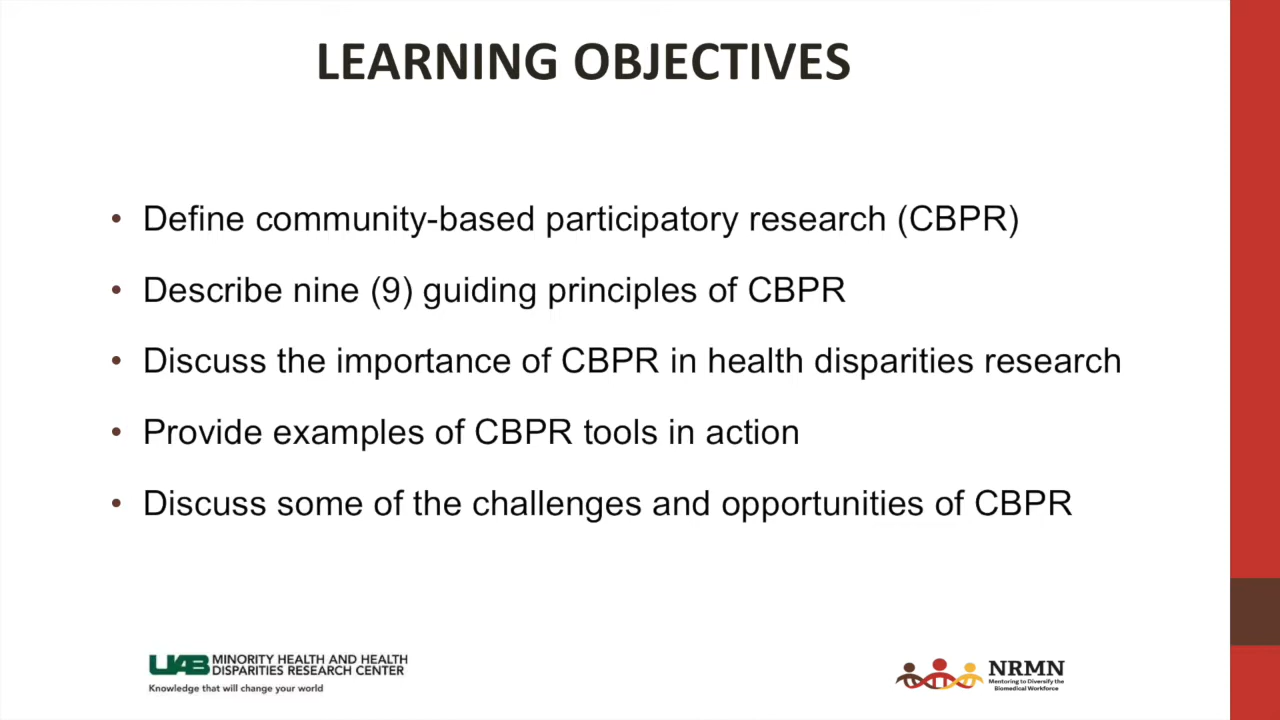 LEARNING OBJECTIVES
• Define community-based participatory research (CBPR)
• Describe nine (9) guiding principles of CBPR
• Discuss the importance of CBPR in health disparities research
• Provide examples of CBPR tools in action
• Discuss some of the challenges and opportunities of CBPR
UAB MINORITY HEALTH AND HEALTH
DISPARITIES RESEARCH CENTER
Knowledge that will change your world
NRMN
Mentoring to Diversify the
Biomedical Workforce